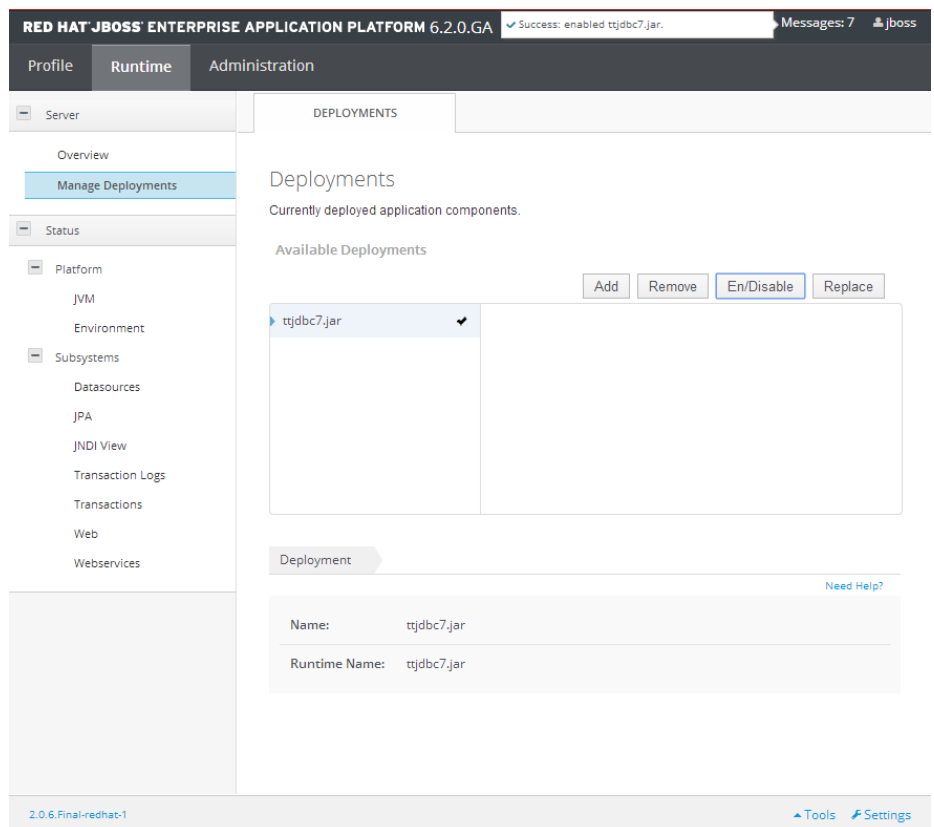 RED HAT JBOSS ENTERPRISE APPLICATION PLATFORM 6.2.0.GA
Success: enabled ttjdbc7.jar.
Messages: 7
jboss
Profile
Runtime
Administration
Server
Overview
Manage Deployments
Status
Platform
JVM
Environment
Subsystems
Datasources
JPA
JNDI View
Transaction Logs
Transactions
Web
Webservices
DEPLOYMENTS
Deployments
Currently deployed application components.
Available Deployments
Add
Remove
En/Disable
Replace
ttjdbc7.jar
Deployment
Need Help?
Name: ttjdbc7.jar
Runtime Name: ttjdbc7.jar
2.0.6.Final-redhat-1
Tools
Settings